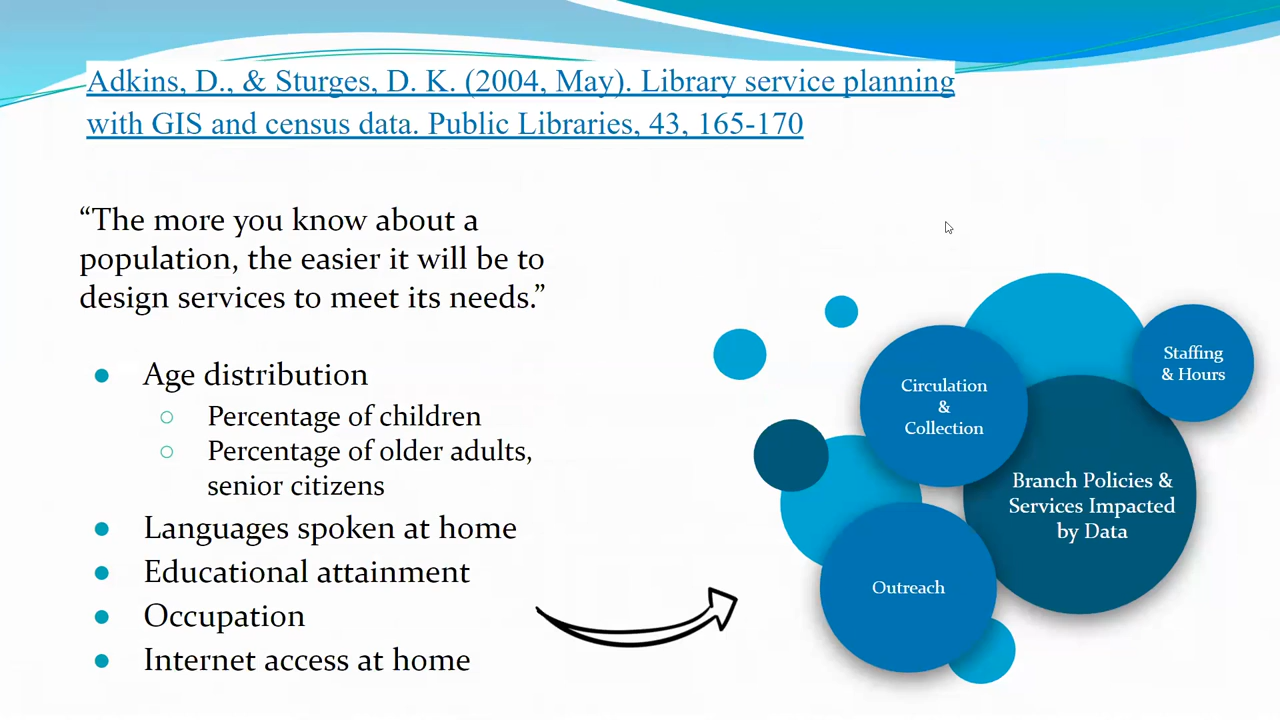 Adkins, D., & Sturges, D. K. (2004, May). Library service planning
with GIS and census data. Public Libraries, 43, 165-170
“The more you know about a
population, the easier it will be to
design services to meet its needs.”
Age distribution
Percentage of children
Percentage of older adults,
senior citizens
Languages spoken at home
Educational attainment
Occupation
Internet access at home
Staffing
& Hours
Circulation
&
Collection
Branch Policies &
Services Impacted
by Data
Outreach